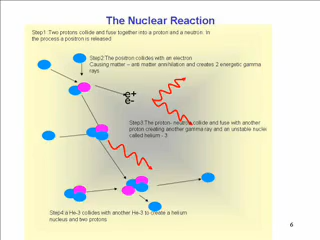 The Nuclear Reaction
Step1 Two protons collide and fuse together into a proton and a neutron. In
the process a positron is released
Step2 The positron collides with an electron
Causing matter – anti matter annihilation and creates 2 energetic gamma
rays
e+
e-
Step3 The proton- neutron collide and fuse with another
proton creating another gamma ray and an unstable nuclei
called helium - 3
Step4 a He-3 collides with another He-3 to create a helium
nucleus and two protons
6